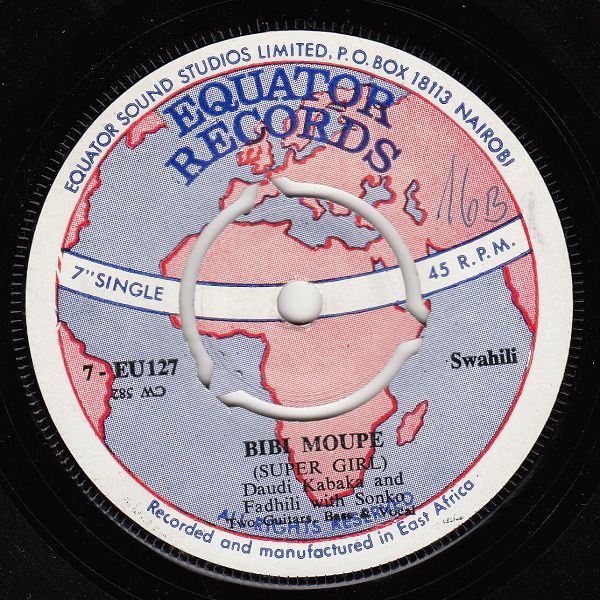 EQUATOR SOUND STUDIOS LIMITED, P.O. BOX 18113 NAIROBI
EQUATOR
RECORDS
16B
7" SINGLE
45 R.P.M.
7 - EU127
Swahili
CW 582
BIBI MOUPE
(SUPER GIRL)
Daudi Kabaka and
Fadhili with Sonko
Two Guitars, Bass & Vocal
ALL RIGHTS RESERVED
Recorded and manufactured in East Africa